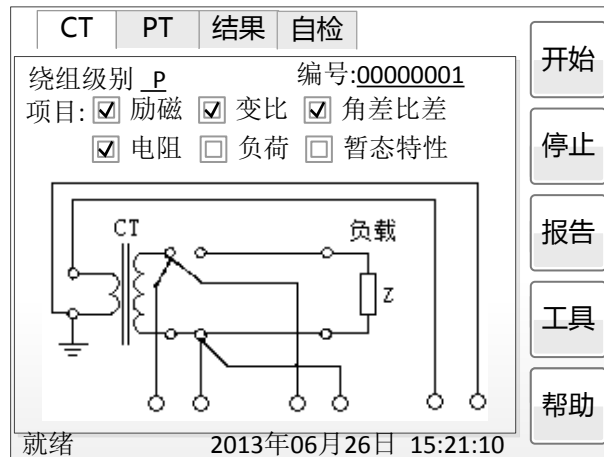 CT PT 结果 自检
绕组级别 P 编号:00000001
项目: 励磁 变比 角差比差
电阻 负荷 暂态特性
CT 负载
Z
就绪 2013年06月26日 15:21:10
开始
停止
报告
工具
帮助